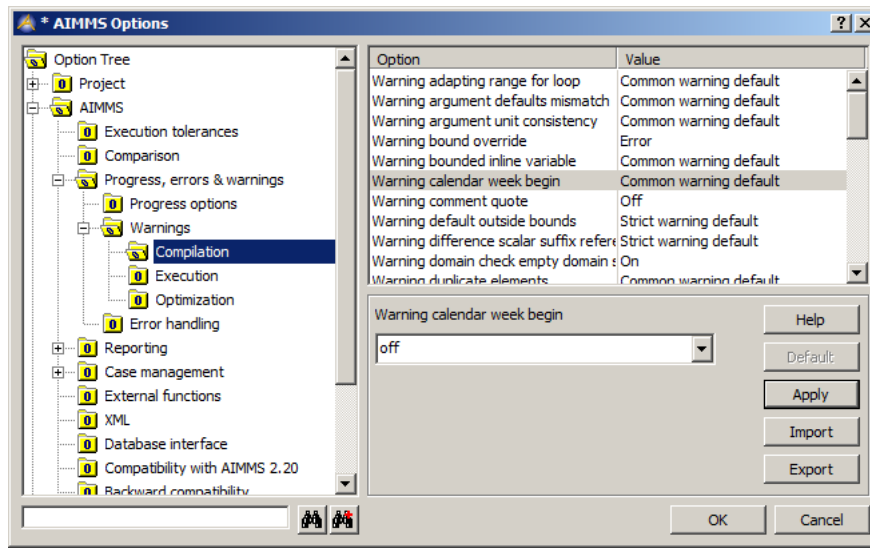 * AIMMS Options
Option Tree
Project
AIMMS
Execution tolerances
Comparison
Progress, errors & warnings
Progress options
Warnings
Compilation
Execution
Optimization
Error handling
Reporting
Case management
External functions
XML
Database interface
Compatibility with AIMMS 2.20
Backward compatibility
Option Value
Warning adapting range for loop Common warning default
Warning argument defaults mismatch Common warning default
Warning argument unit consistency Common warning default
Warning bound override Error
Warning bounded inline variable Common warning default
Warning calendar week begin Common warning default
Warning comment quote Off
Warning default outside bounds Strict warning default
Warning difference scalar suffix refere Strict warning default
Warning domain check empty domain s On
Warning duplicate elements Common warning default
Warning calendar week begin
off
Help
Default
Apply
Import
Export
OK Cancel